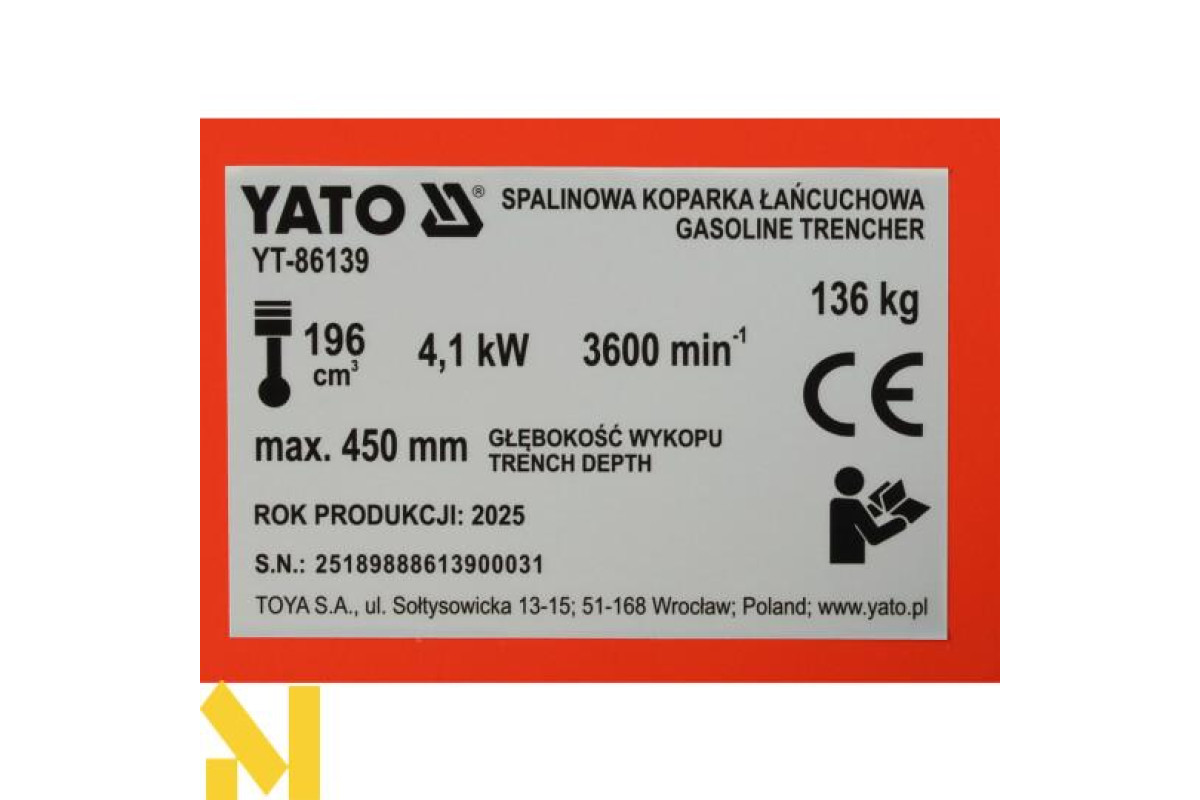 YATO ®
SPALINOWA KOPARKA ŁAŃCUCHOWA
GASOLINE TRENCHER
YT-86139
136 kg
196 cm³
4,1 kW
3600 min⁻¹
CE
max. 450 mm
GŁĘBOKOŚĆ WYKOPU
TRENCH DEPTH
ROK PRODUKCJI: 2025
S.N.: 25189888613900031
TOYA S.A., ul. Sołtysowicka 13-15; 51-168 Wrocław; Poland; www.yato.pl